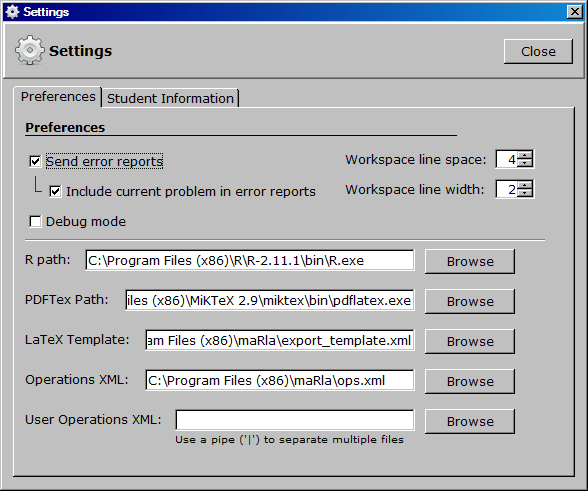 Settings
Settings
Close
Preferences Student Information
Preferences
Send error reports Workspace line space: 4
Include current problem in error reports Workspace line width: 2
Debug mode
R path: C:\Program Files (x86)\R\R-2.11.1\bin\R.exe Browse
PDFTex Path: iles (x86)\MiKTeX 2.9\miktex\bin\pdflatex.exe Browse
LaTeX Template: am Files (x86)\maRla\export_template.xml Browse
Operations XML: C:\Program Files (x86)\maRla\ops.xml Browse
User Operations XML: Browse
Use a pipe ('|') to separate multiple files